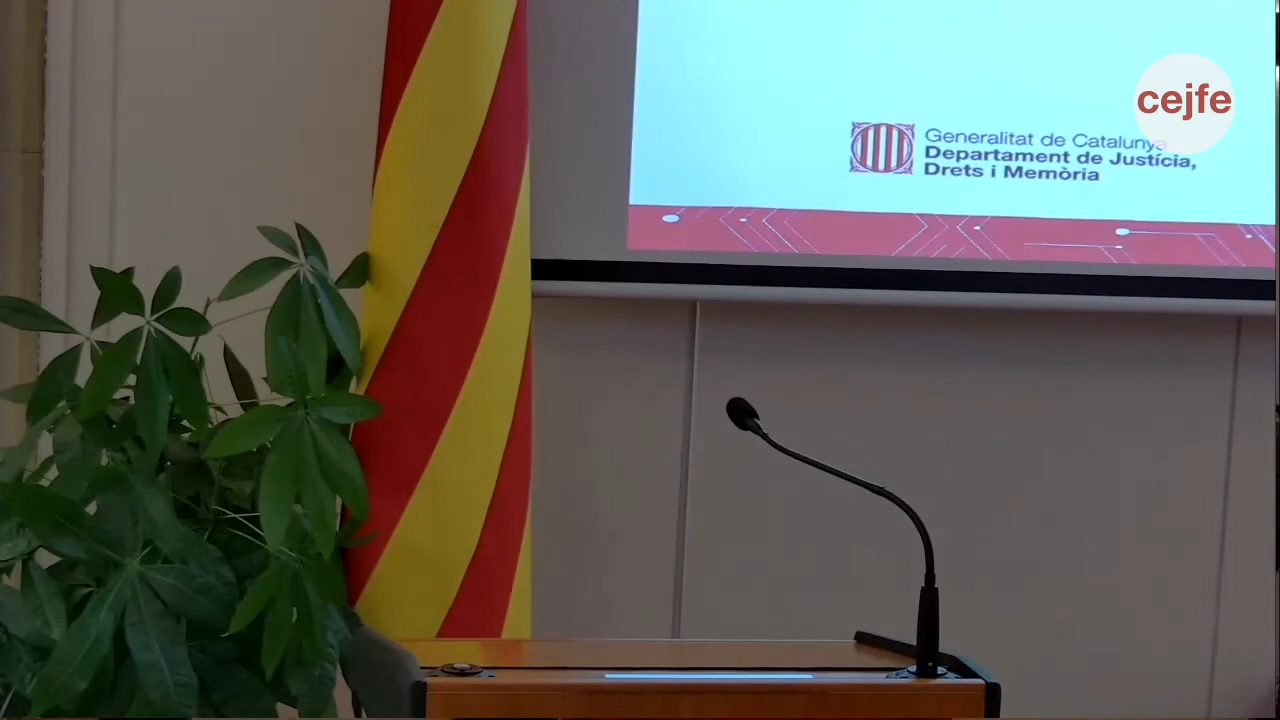 cejfe
Generalitat de Catalunya
Departament de Justícia,
Drets i Memòria